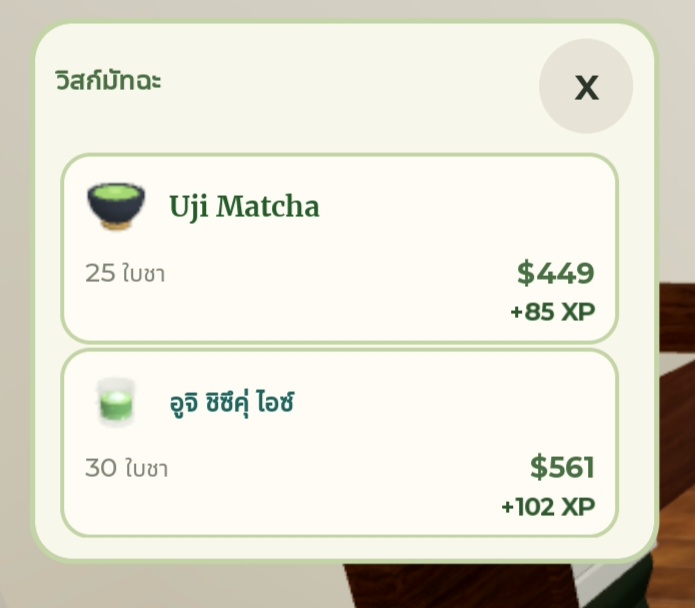 วิสก์มัทฉะ
X
Uji Matcha
25 ใบชา
$449
+85 XP
อูจิ ชิซึคุ่ ไอซ์
30 ใบชา
$561
+102 XP